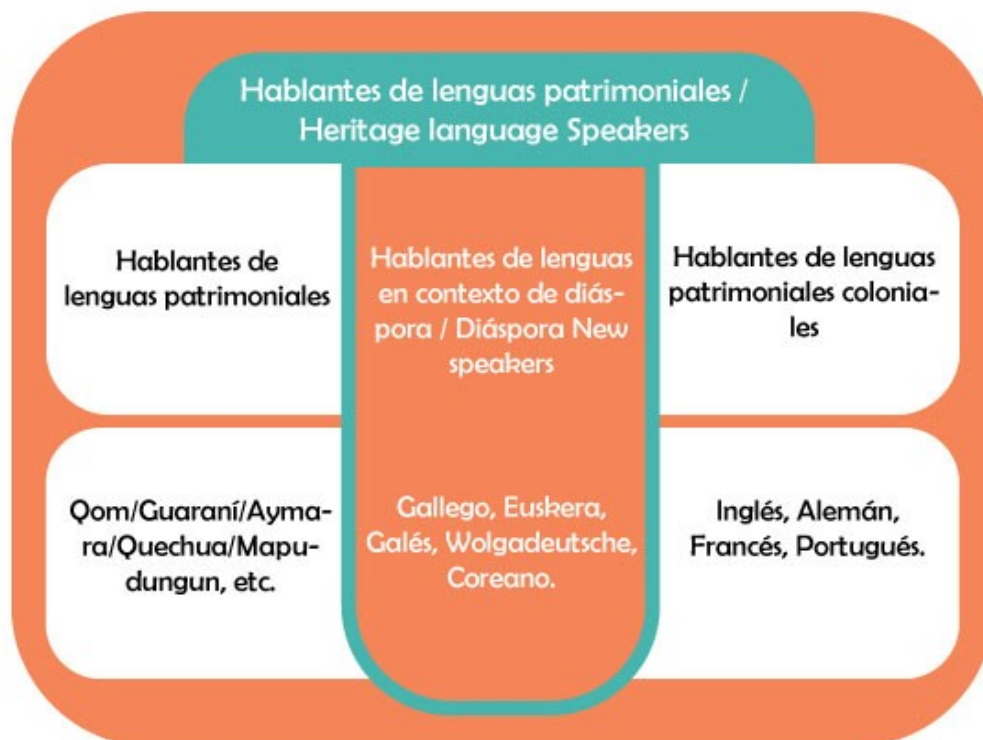 Hablantes de lenguas patrimoniales /
Heritage language Speakers
Hablantes de
lenguas patrimoniales
Hablantes de lenguas
en contexto de diás-
pora / Diáspora New
speakers
Hablantes de lenguas
patrimoniales colonia-
les
Qom/Guaraní/Ayma-
ra/Quechua/Mapu-
dungun, etc.
Gallego, Euskera,
Galés, Wolgadeutsche,
Coreano.
Inglés, Alemán,
Francés, Portugués.